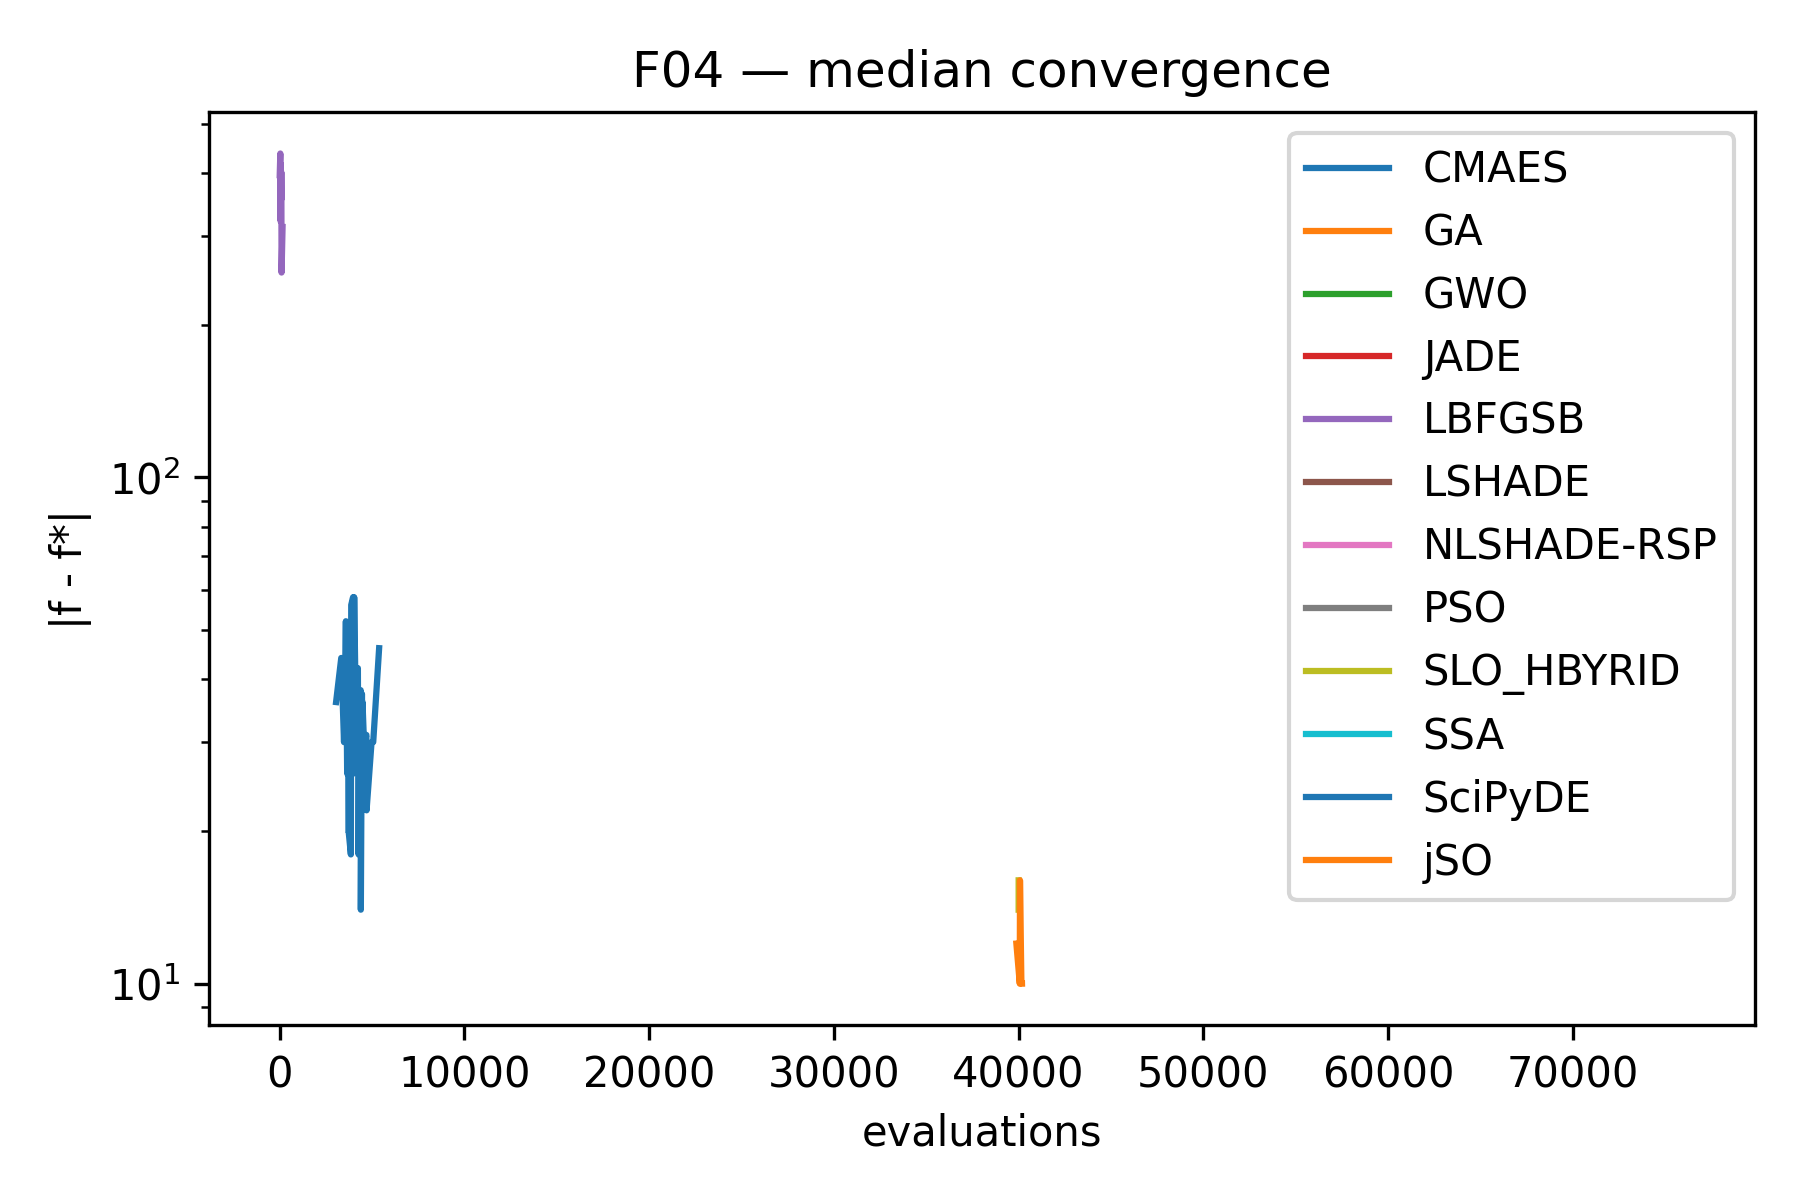 F04 — median convergence
|f - f*|
10²
10¹
0 10000 20000 30000 40000 50000 60000 70000
evaluations
CMAES
GA
GWO
JADE
LBFGSB
LSHADE
NLSHADE-RSP
PSO
SLO_HBYRID
SSA
SciPyDE
jSO